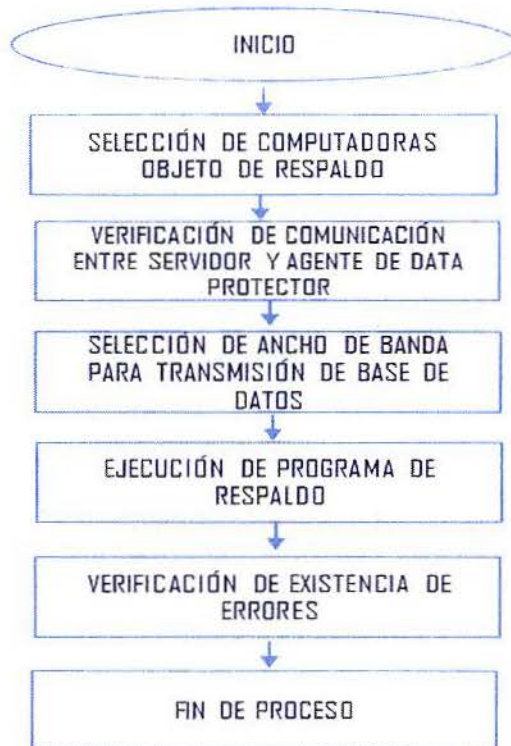 INICIO
SELECCIÓN DE COMPUTADORAS
OBJETO DE RESPALDO
VERIFICACIÓN DE COMUNICACIÓN
ENTRE SERVIDOR Y AGENTE DE DATA
PROTECTOR
SELECCIÓN DE ANCHO DE BANDA
PARA TRANSMISIÓN DE BASE DE
DATOS
EJECUCIÓN DE PROGRAMA DE
RESPALDO
VERIFICACIÓN DE EXISTENCIA DE
ERRORES
FIN DE PROCESO